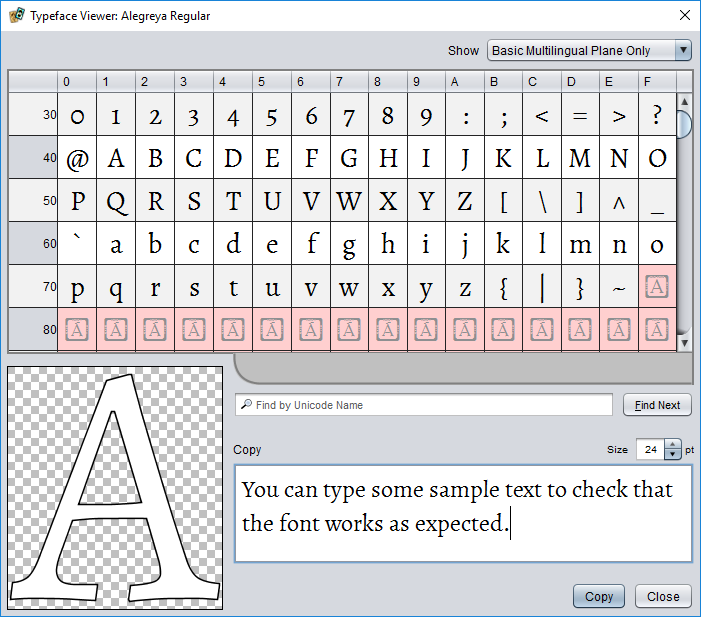 Typeface Viewer: Alegreya Regular
Show Basic Multilingual Plane Only
0 1 2 3 4 5 6 7 8 9 A B C D E F
30 0 1 2 3 4 5 6 7 8 9 : ; < = > ?
40 @ A B C D E F G H I J K L M N O
50 P Q R S T U V W X Y Z [ \ ] ^ _
60 ` a b c d e f g h i j k l m n o
70 p q r s t u v w x y z { | } ~ A
80 Ā Ā Ā Ā Ā Ā Ā Ā Ā Ā Ā Ā Ā Ā Ā Ā
A
Find by Unicode Name Find Next
Copy Size 24 pt
You can type some sample text to check that
the font works as expected.
Copy Close